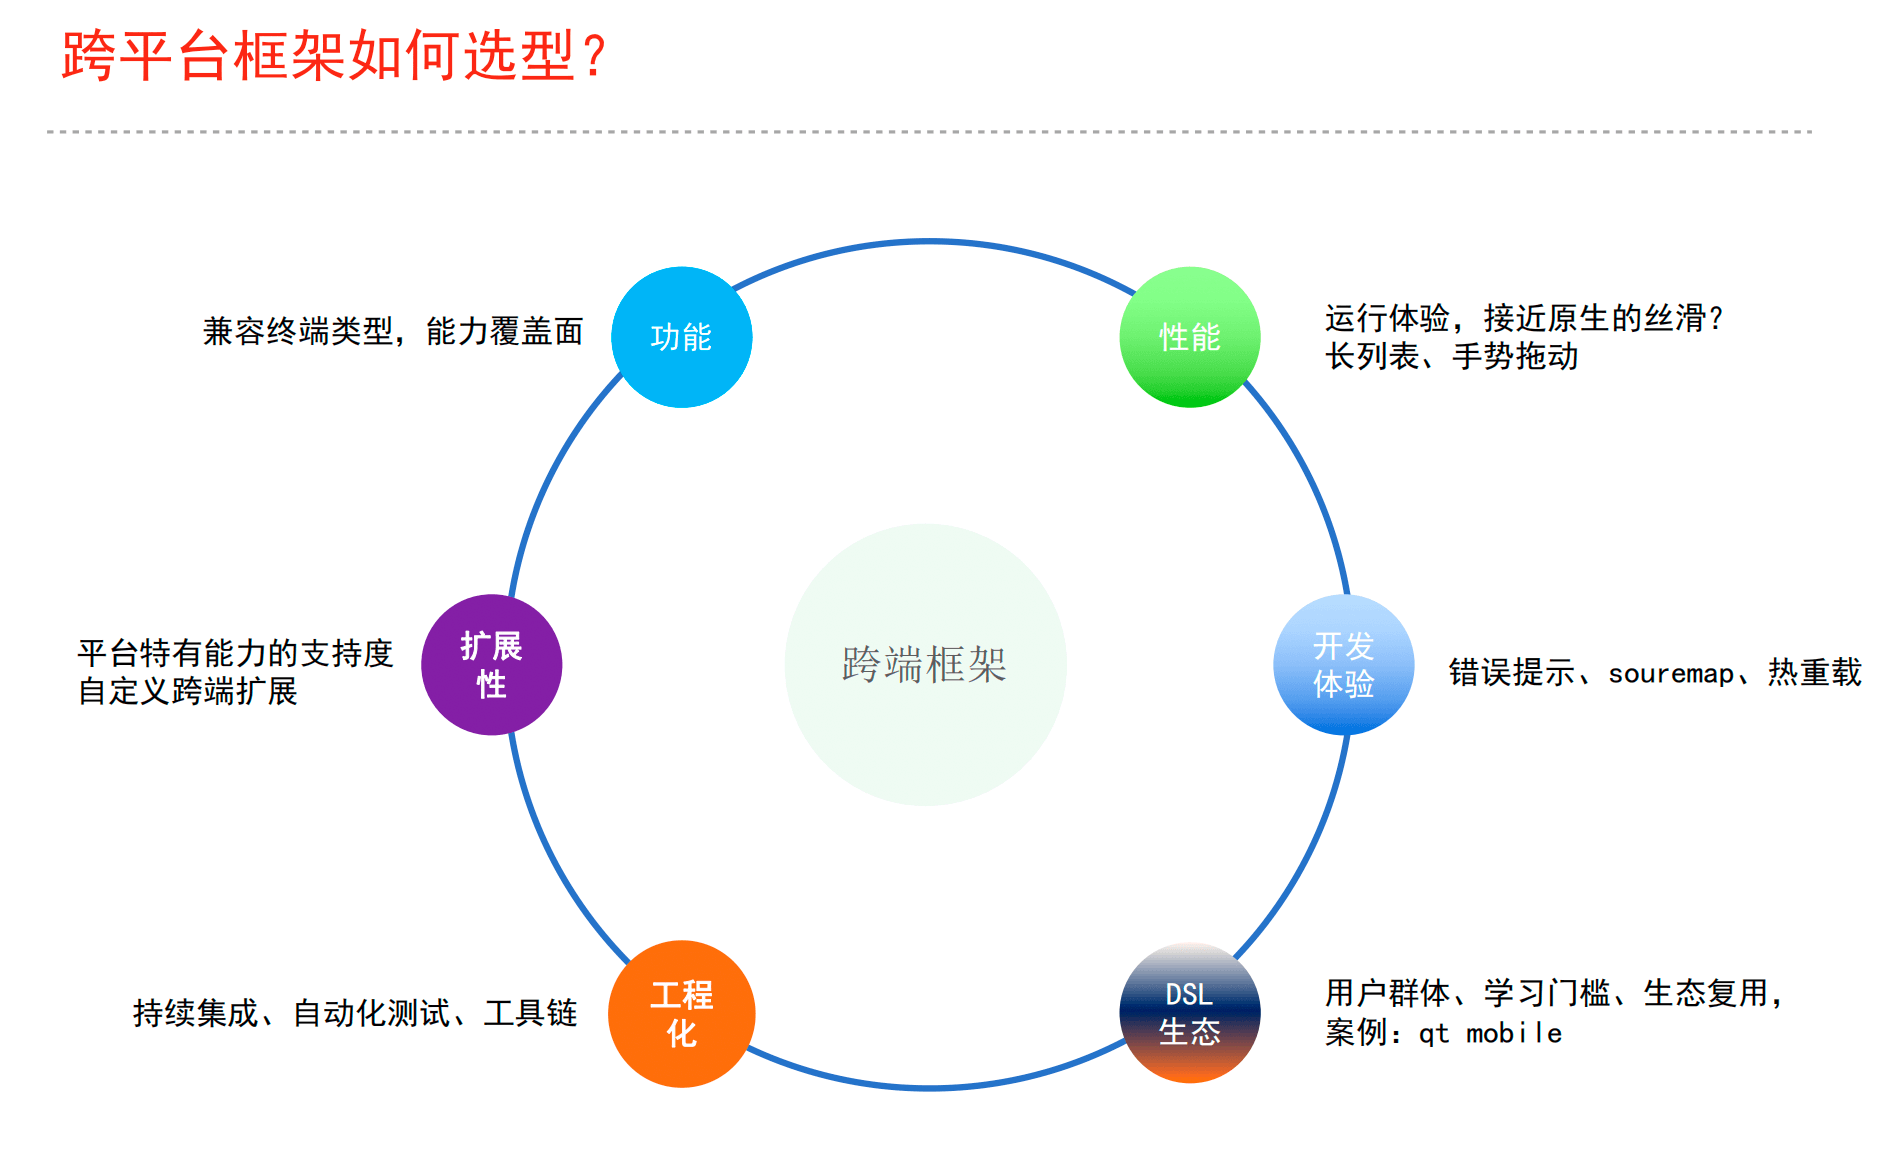 跨平台框架如何选型?
兼容终端类型，能力覆盖面
功能
性能
运行体验，接近原生的丝滑?
长列表、手势拖动
平台特有能力的支持度
自定义跨端扩展
扩展
性
跨端框架
开发
体验
错误提示、souremap、热重载
持续集成、自动化测试、工具链
工程
化
DSL
生态
用户群体、学习门槛、生态复用，
案例：qt mobile